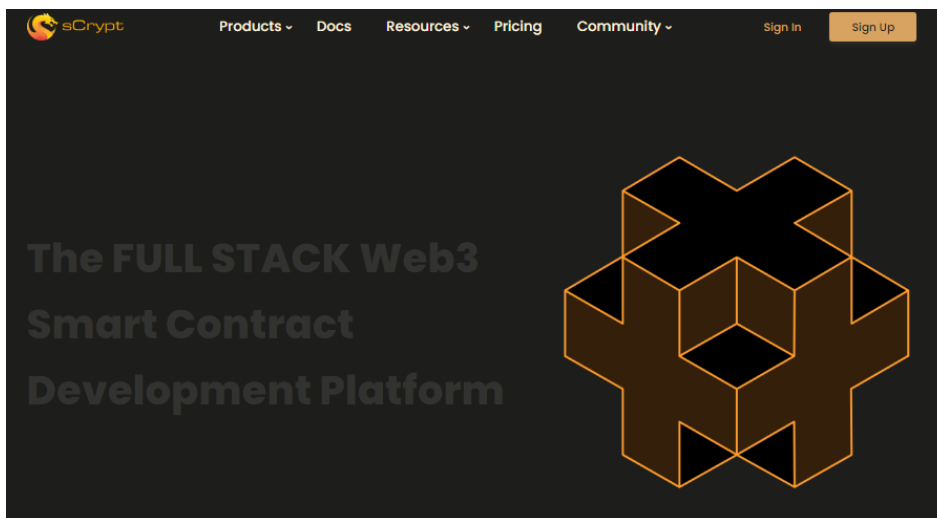 sCrypt Products Docs Resources Pricing Community Sign In Sign Up
The FULL STACK Web3
Smart Contract
Development Platform